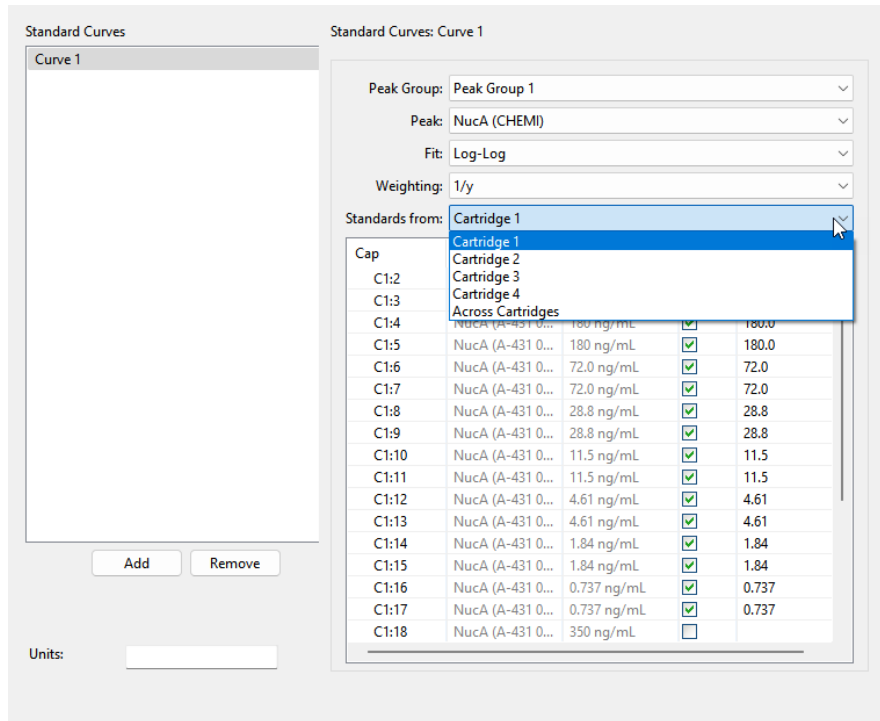 Standard Curves
Standard Curves: Curve 1
Curve 1
Peak Group: Peak Group 1
Peak: NucA (CHEMI)
Fit: Log-Log
Weighting: 1/y
Standards from: Cartridge 1
Cartridge 1
Cartridge 2
Cartridge 3
Cartridge 4
Across Cartridges
Cap
C1:2
C1:3
C1:4 NucA (A-431 0... 180 ng/mL 180.0
C1:5 NucA (A-431 0... 180 ng/mL 180.0
C1:6 NucA (A-431 0... 72.0 ng/mL 72.0
C1:7 NucA (A-431 0... 72.0 ng/mL 72.0
C1:8 NucA (A-431 0... 28.8 ng/mL 28.8
C1:9 NucA (A-431 0... 28.8 ng/mL 28.8
C1:10 NucA (A-431 0... 11.5 ng/mL 11.5
C1:11 NucA (A-431 0... 11.5 ng/mL 11.5
C1:12 NucA (A-431 0... 4.61 ng/mL 4.61
C1:13 NucA (A-431 0... 4.61 ng/mL 4.61
C1:14 NucA (A-431 0... 1.84 ng/mL 1.84
C1:15 NucA (A-431 0... 1.84 ng/mL 1.84
C1:16 NucA (A-431 0... 0.737 ng/mL 0.737
C1:17 NucA (A-431 0... 0.737 ng/mL 0.737
C1:18 NucA (A-431 0... 350 ng/mL
Add Remove
Units: